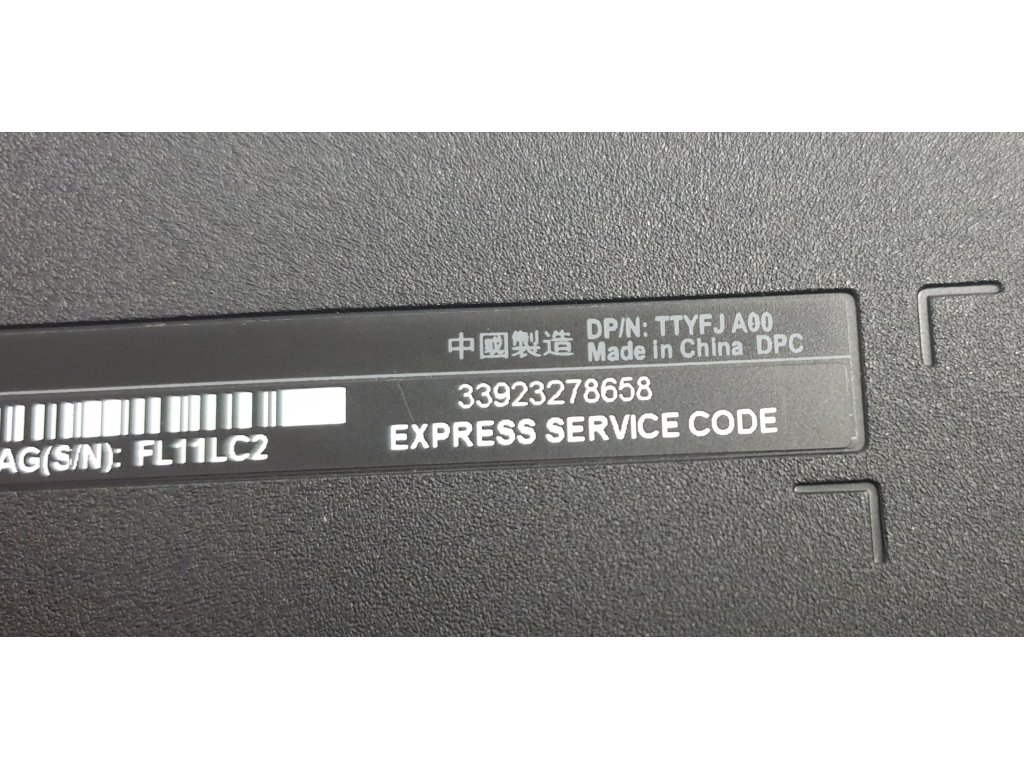 中國製造 DP/N: TTYFJ A00
Made in China DPC
33923278658
AG(S/N): FL11LC2 EXPRESS SERVICE CODE